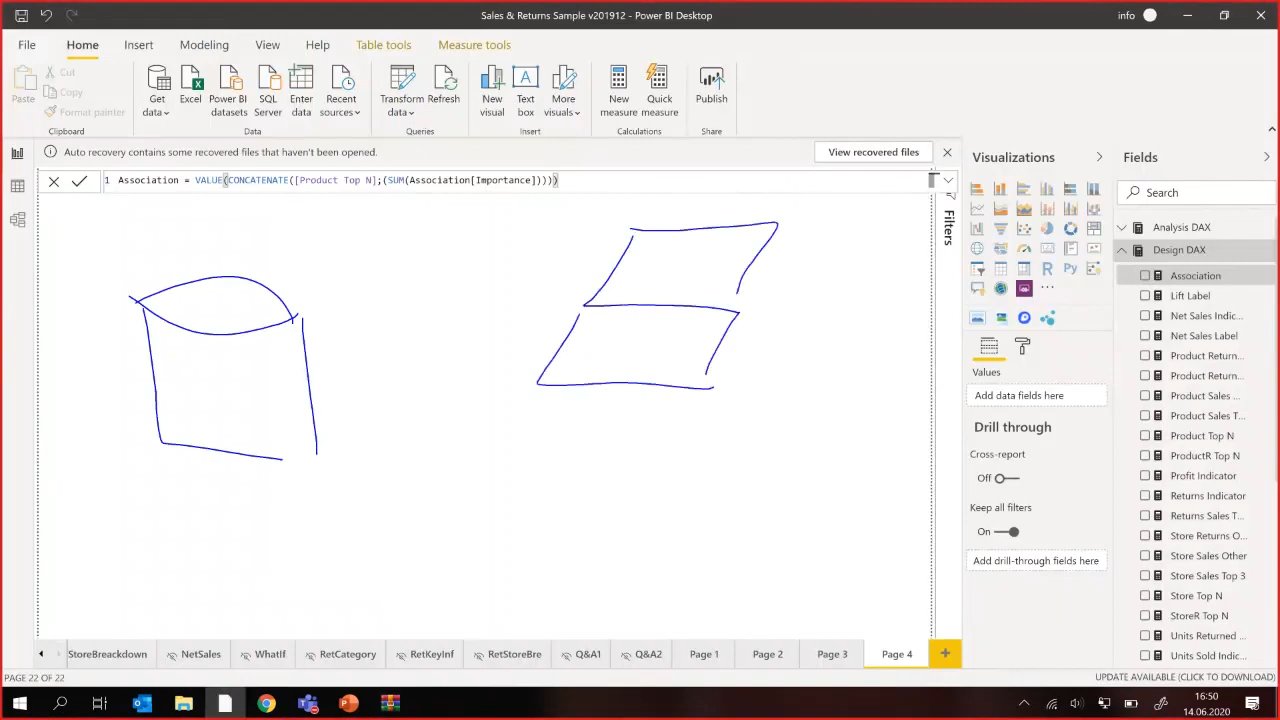 Sales & Returns Sample v201912 - Power BI Desktop
info
File Home Insert Modeling View Help Table tools Measure tools
Paste
Cut
Copy
Format painter
Clipboard
Get data
Excel
Power BI datasets
SQL Server
Enter data
Recent sources
Data
Transform data
Refresh
Queries
New visual
Text box
More visuals
Insert
New measure
Quick measure
Calculations
Publish
Share
Auto recovery contains some recovered files that haven't been opened.
View recovered files
1 Association = VALUE(CONCATENATE([Product Top N];(SUM(Association[Importance]))))
Filters
Visualizations
R
Py
Values
Add data fields here
Drill through
Cross-report
Off
Keep all filters
On
Add drill-through fields here
Fields
Search
Analysis DAX
Design DAX
Association
Lift Label
Net Sales Indic...
Net Sales Label
Product Return...
Product Return...
Product Sales ...
Product Sales T...
Product Top N
ProductR Top N
Profit Indicator
Returns Indicator
Returns Sales T...
Store Returns O...
Store Sales Other
Store Sales Top 3
Store Top N
StoreR Top N
Units Returned ...
Units Sold Indic...
StoreBreackdown NetSales WhatIf RetCategory RetKeyInf RetStoreBre Q&A1 Q&A2 Page 1 Page 2 Page 3 Page 4
PAGE 22 OF 22
UPDATE AVAILABLE (CLICK TO DOWNLOAD)
16:50
14.06.2020